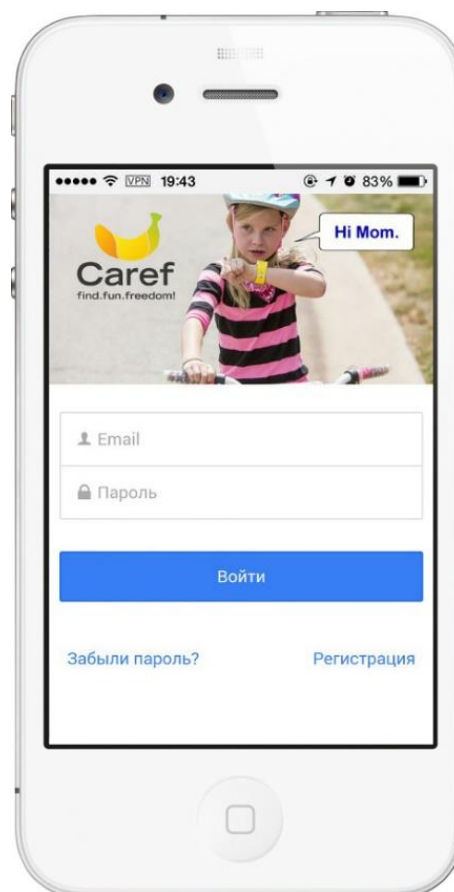 VPN 19:43 83%
Caref
find.fun.freedom!
Hi Mom.
Email
Пароль
Войти
Забыли пароль? Регистрация